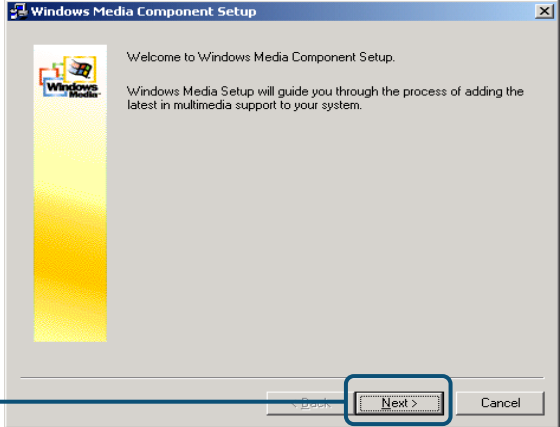 Windows Media Component Setup
Windows
Media
Welcome to Windows Media Component Setup.
Windows Media Setup will guide you through the process of adding the
latest in multimedia support to your system.
< Back
Next >
Cancel